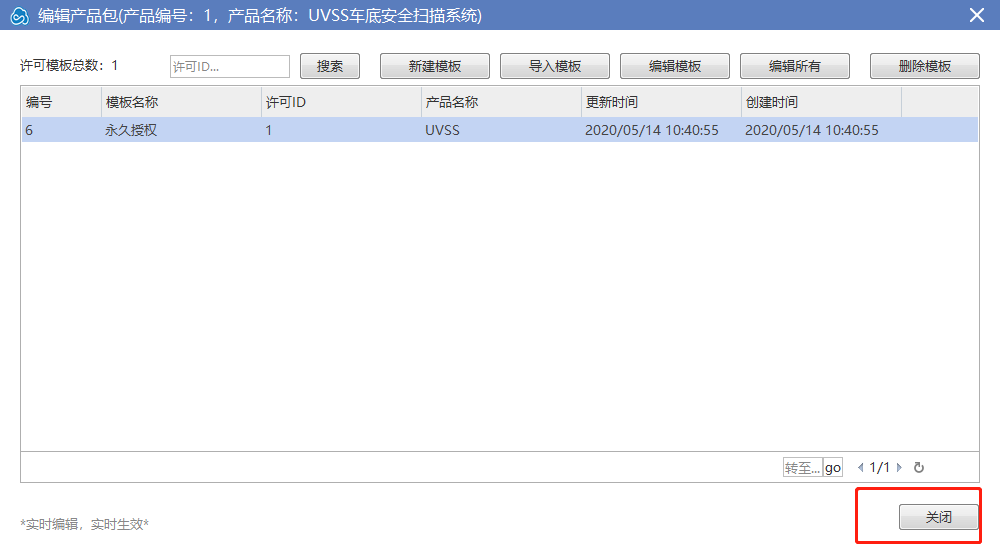 编辑产品包(产品编号：1，产品名称：UVSS车底安全扫描系统)
许可模板总数：1 许可ID... 搜索 新建模板 导入模板 编辑模板 编辑所有 删除模板
编号 模板名称 许可ID 产品名称 更新时间 创建时间
6 永久授权 1 UVSS 2020/05/14 10:40:55 2020/05/14 10:40:55
转至... go 1/1
*实时编辑，实时生效* 关闭